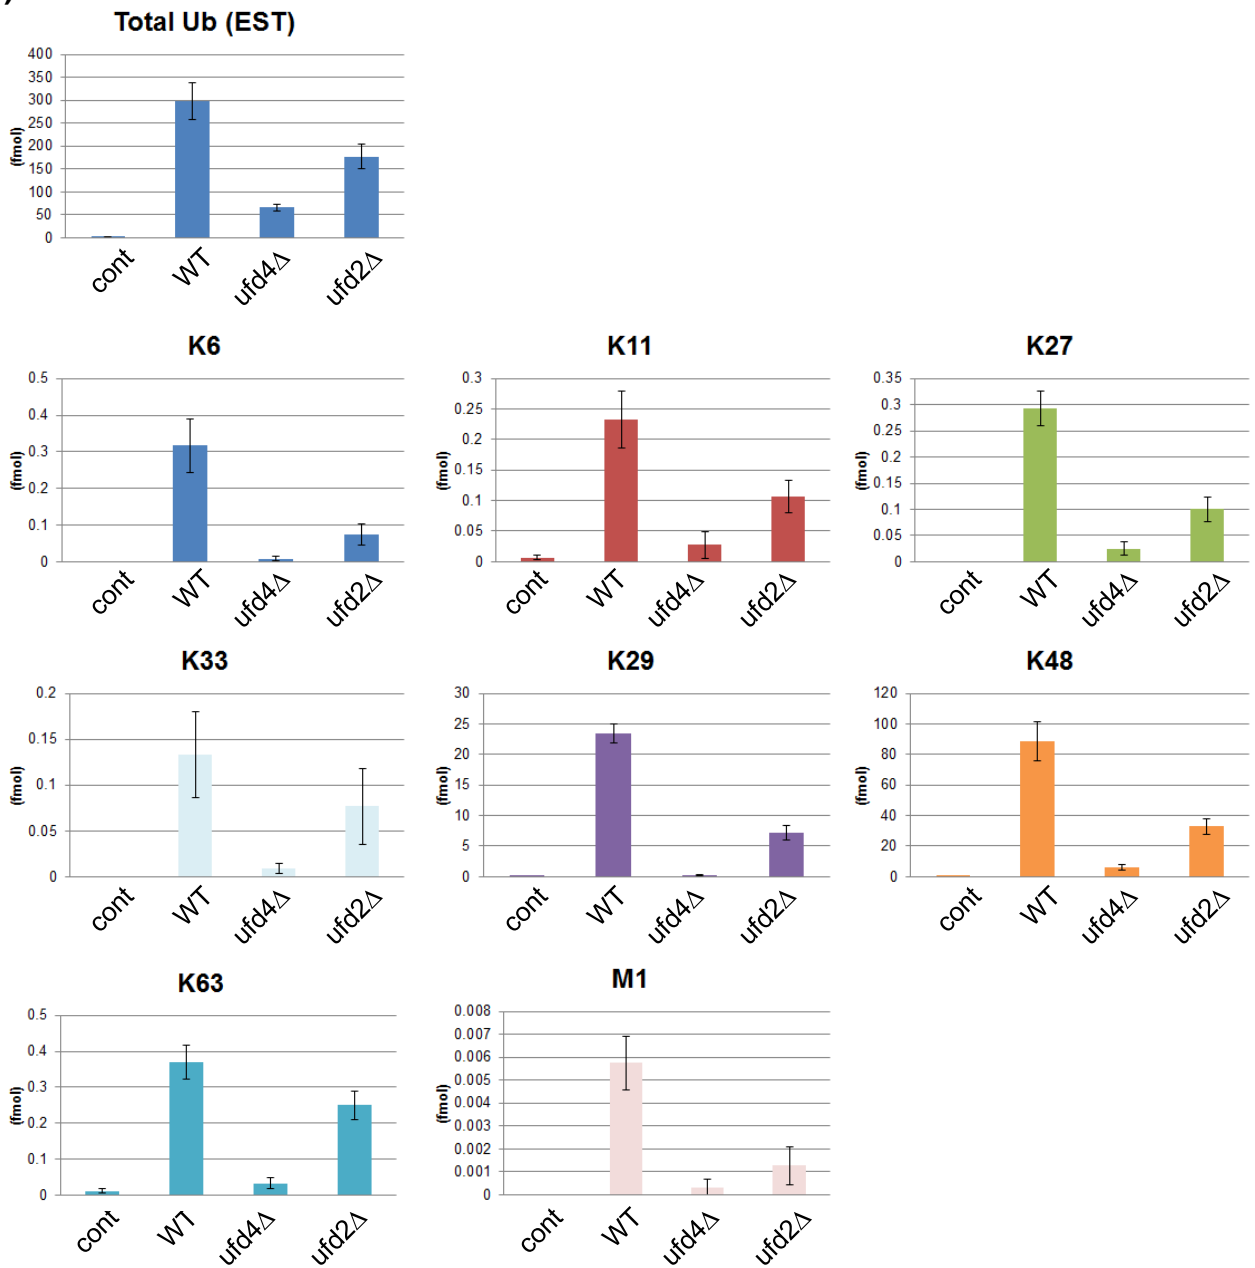 )
Total Ub (EST)
400
350
300
250
200
150
100
50
0
(fmol)
cont WT ufd4Δ ufd2Δ
K6
0.5
0.4
0.3
0.2
0.1
0
(fmol)
cont WT ufd4Δ ufd2Δ
K11
0.3
0.25
0.2
0.15
0.1
0.05
0
(fmol)
cont WT ufd4Δ ufd2Δ
K27
0.35
0.3
0.25
0.2
0.15
0.1
0.05
0
(fmol)
cont WT ufd4Δ ufd2Δ
K33
0.2
0.15
0.1
0.05
0
(fmol)
cont WT ufd4Δ ufd2Δ
K29
30
25
20
15
10
5
0
(fmol)
cont WT ufd4Δ ufd2Δ
K48
120
100
80
60
40
20
0
(fmol)
cont WT ufd4Δ ufd2Δ
K63
0.5
0.4
0.3
0.2
0.1
0
(fmol)
cont WT ufd4Δ ufd2Δ
M1
0.008
0.007
0.006
0.005
0.004
0.003
0.002
0.001
0
(fmol)
cont WT ufd4Δ ufd2Δ